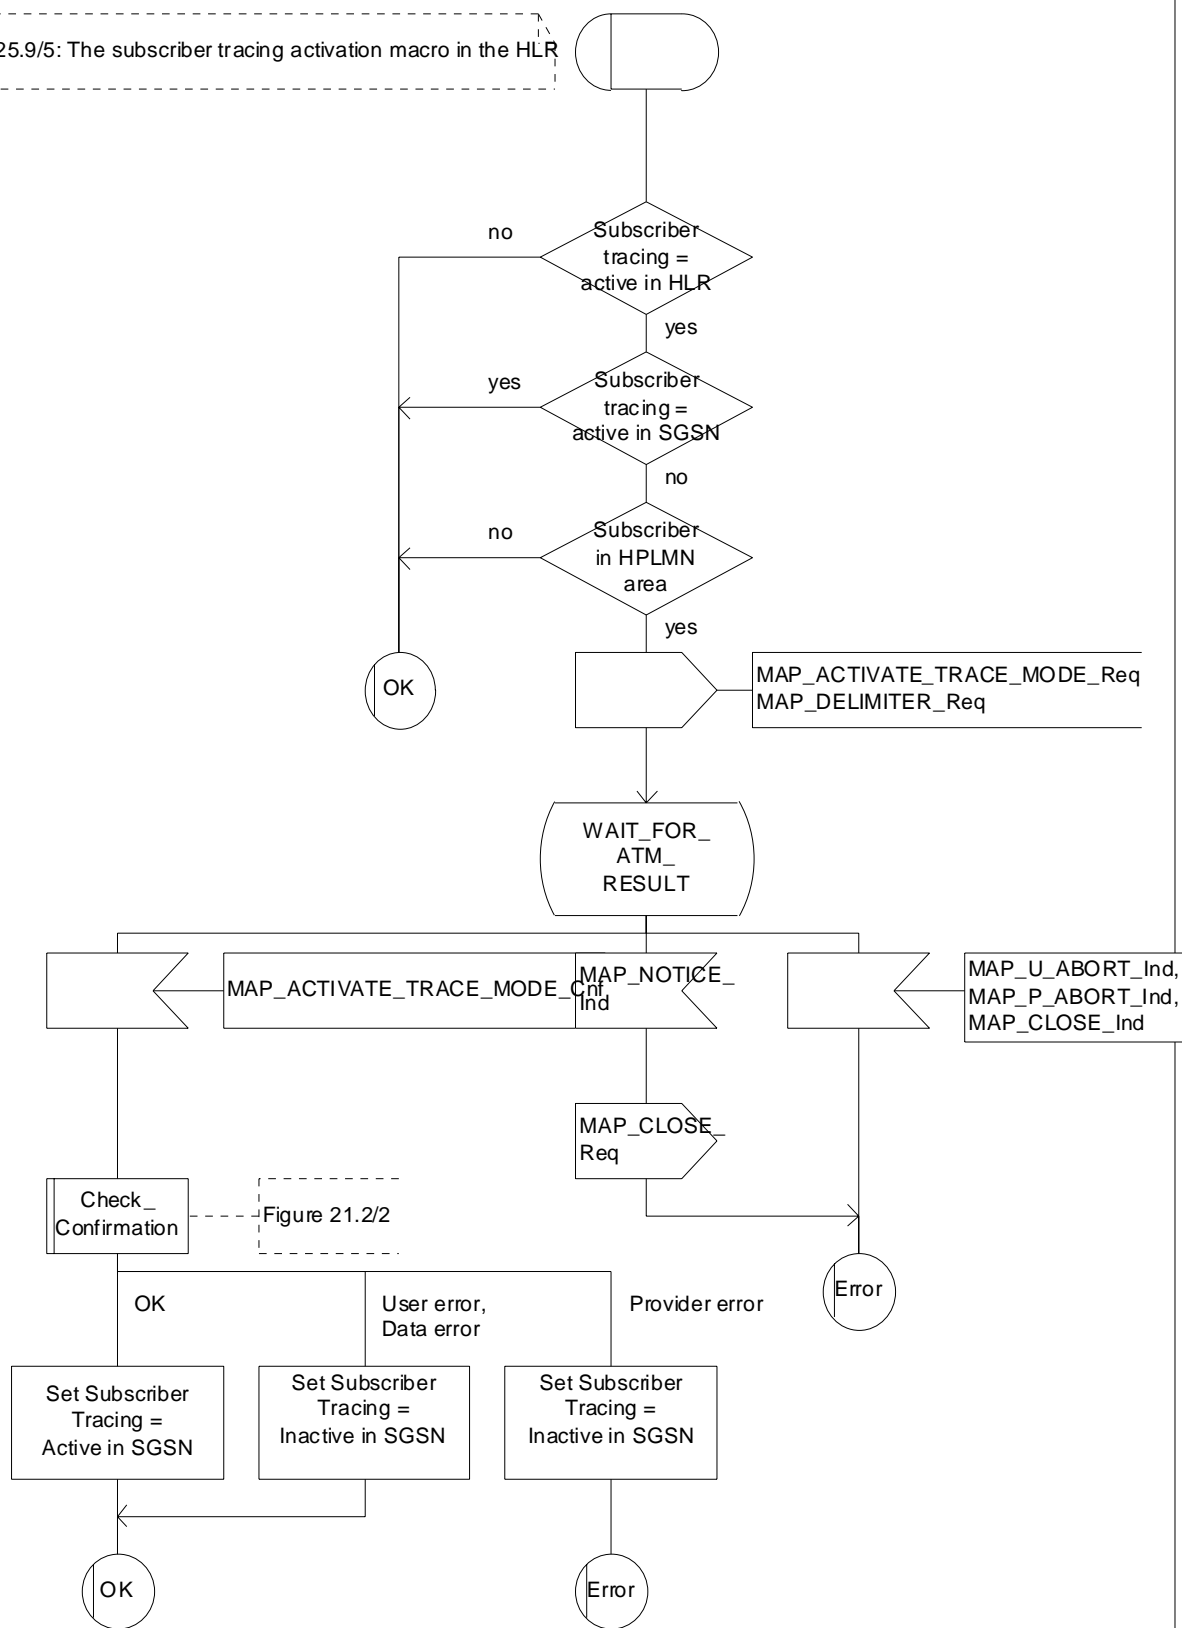 25.9/5: The subscriber tracing activation macro in the HLR
no
Subscriber
tracing =
active in HLR
yes
yes
Subscriber
tracing =
active in SGSN
no
no
Subscriber
in HPLMN
area
yes
OK
MAP_ACTIVATE_TRACE_MODE_Req
MAP_DELIMITER_Req
WAIT_FOR_
ATM_
RESULT
MAP_ACTIVATE_TRACE_MODE_Cnf
MAP_NOTICE_
Ind
MAP_U_ABORT_Ind,
MAP_P_ABORT_Ind,
MAP_CLOSE_Ind
MAP_CLOSE_
Req
Check_
Confirmation
Figure 21.2/2
Error
OK
User error,
Data error
Provider error
Set Subscriber
Tracing =
Active in SGSN
Set Subscriber
Tracing =
Inactive in SGSN
Set Subscriber
Tracing =
Inactive in SGSN
OK
Error